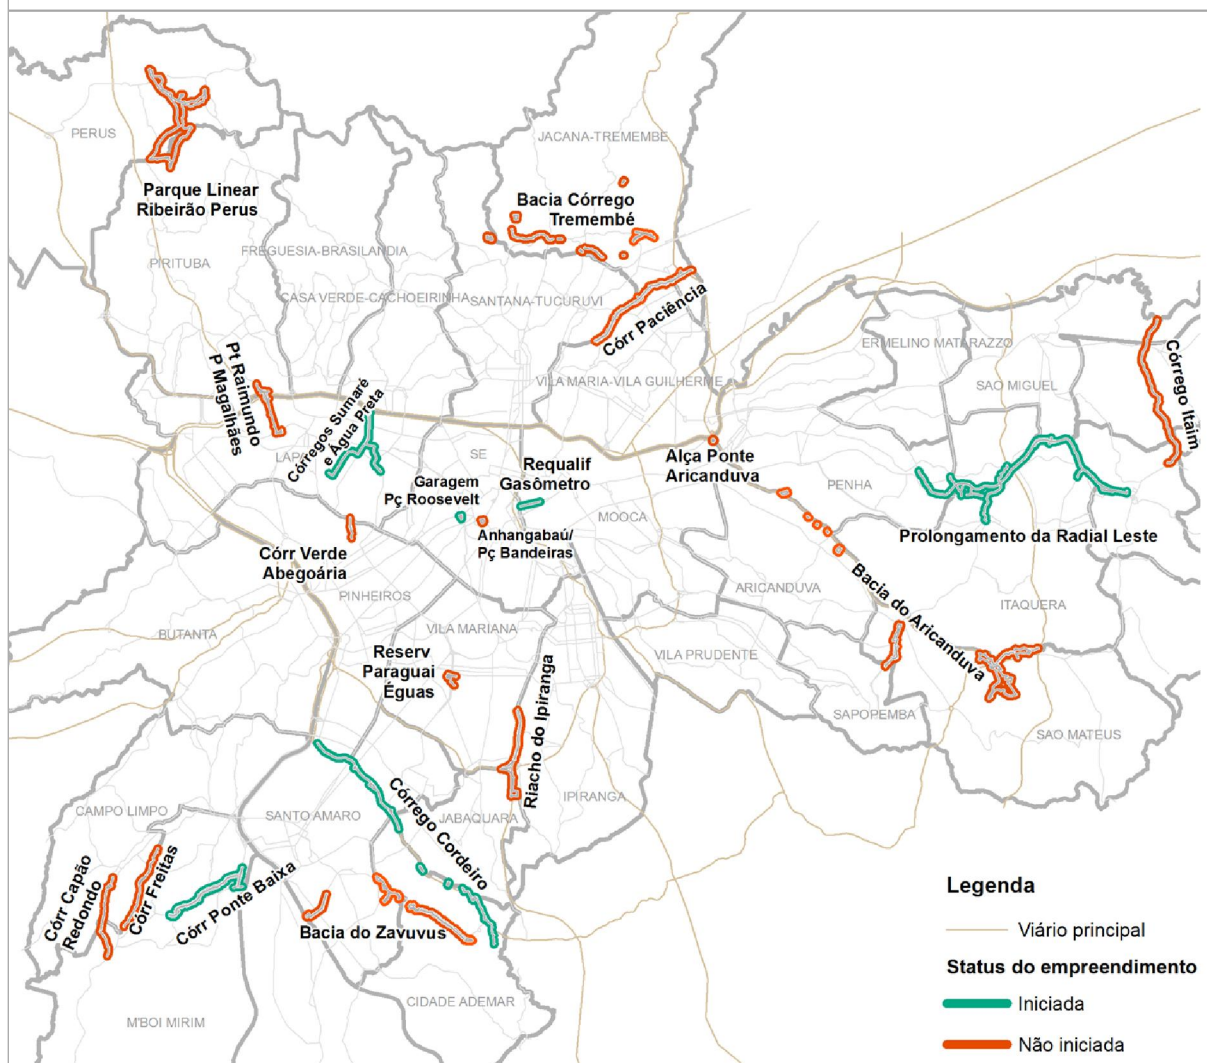 PERUS
JACANA-TREMEMBE
Parque Linear
Ribeirão Perus
Bacia Córrego
Tremembé
FREGUESIA-BRASILANDIA
PIRITUBA
CASA VERDE-CACHOEIRINHA
SANTANA-TUCURUVI
Córr Paciência
ERMELINO MATARAZZO
Córrego Itaim
Pt Raimundo
P Magalhães
VILA MARIA-VILA GUILHERME
SAO MIGUEL
Córregos Sumaré
e Água Preta
LAPA
SE
Requalif
Gasômetro
Alça Ponte
Aricanduva
Garagem
Pç Roosevelt
PENHA
MOOCA
Anhangabaú/
Pç Bandeiras
Prolongamento da Radial Leste
Córr Verde
Abegoária
PINHEIROS
ARICANDUVA
Bacia do Aricanduva
ITAQUERA
BUTANTA
VILA MARIANA
Reserv
Paraguai
Éguas
VILA PRUDENTE
Riacho do Ipiranga
SAPOPEMBA
SAO MATEUS
CAMPO LIMPO
SANTO AMARO
Córrego Cordeiro
JABAQUARA
IPIRANGA
Córr Capão
Redondo
Córr Freitas
Córr Ponte Baixa
Bacia do Zavuvus
CIDADE ADEMAR
M'BOI MIRIM
Legenda
Viário principal
Status do empreendimento
Iniciada
Não iniciada